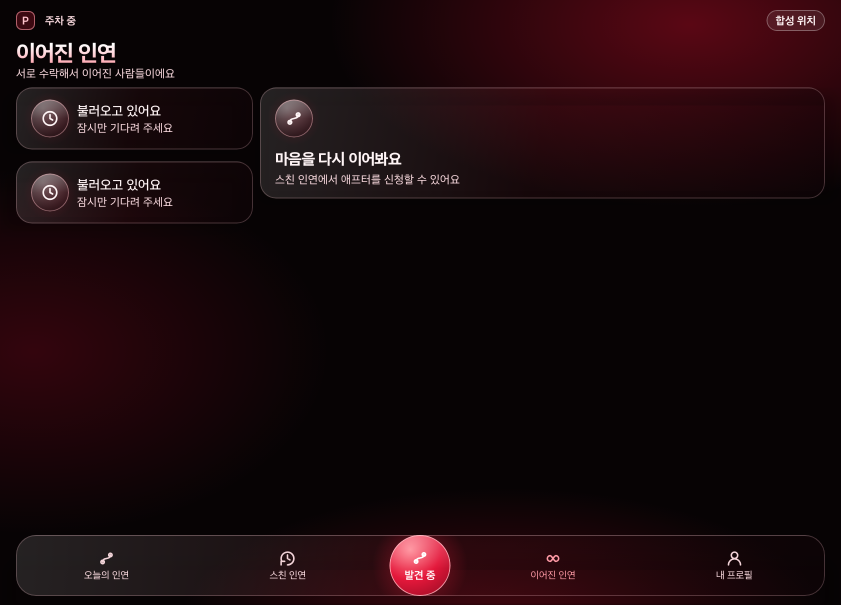 P 주차 중
합성 위치
이어진 인연
서로 수락해서 이어진 사람들이에요
불러오고 있어요
잠시만 기다려 주세요
불러오고 있어요
잠시만 기다려 주세요
마음을 다시 이어봐요
스친 인연에서 애프터를 신청할 수 있어요
오늘의 인연
스친 인연
발견 중
이어진 인연
내 프로필